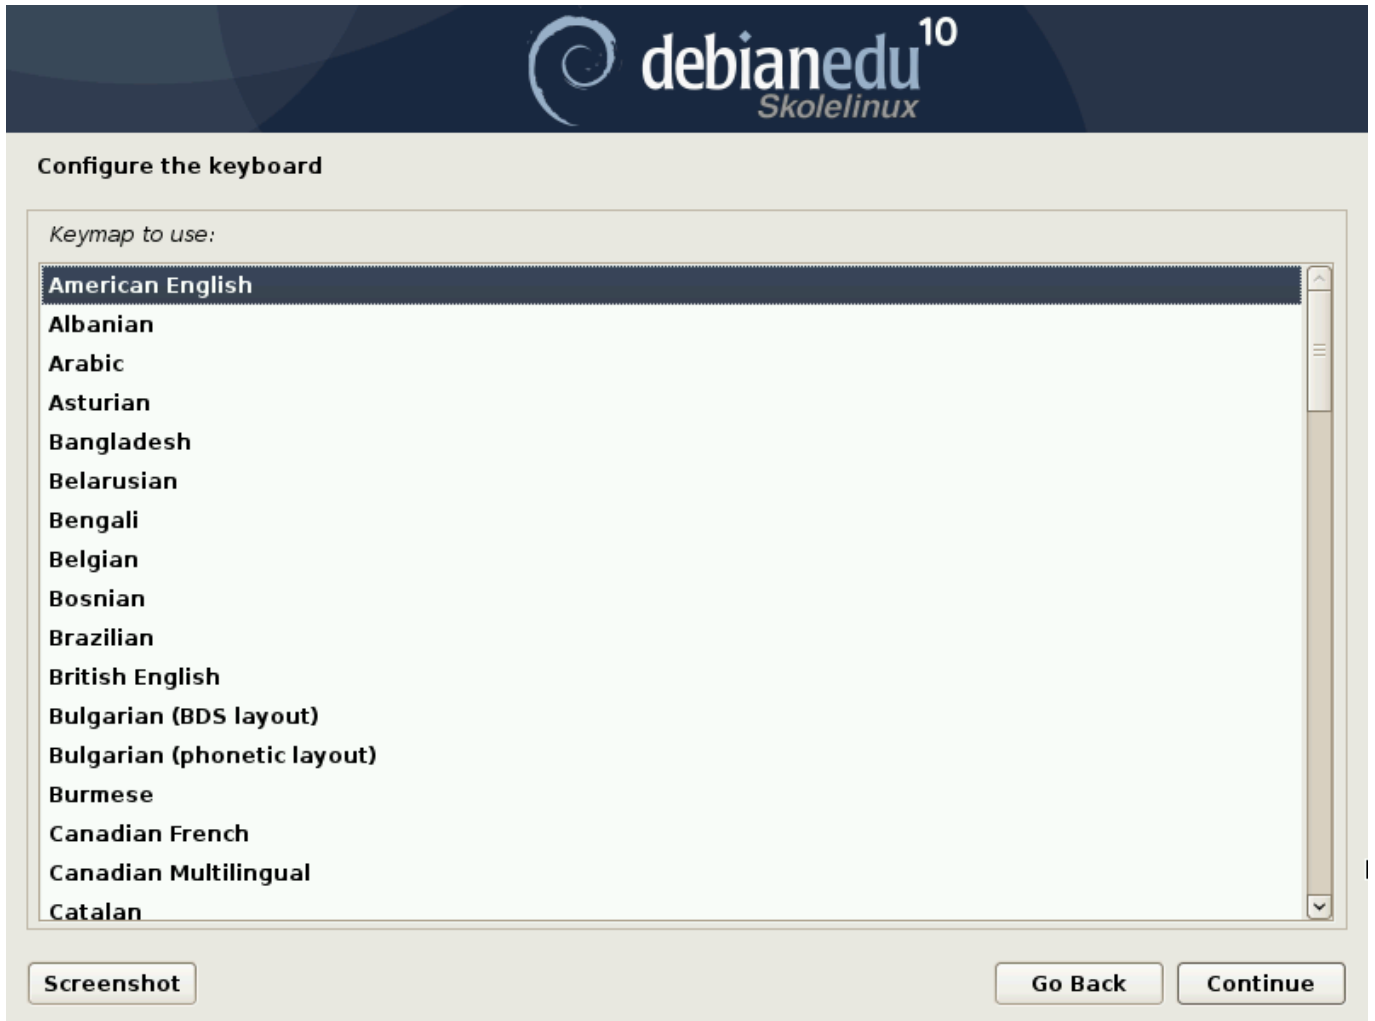 debianedu 10
Skolelinux
Configure the keyboard
Keymap to use:
American English
Albanian
Arabic
Asturian
Bangladesh
Belarusian
Bengali
Belgian
Bosnian
Brazilian
British English
Bulgarian (BDS layout)
Bulgarian (phonetic layout)
Burmese
Canadian French
Canadian Multilingual
Catalan
Screenshot Go Back Continue